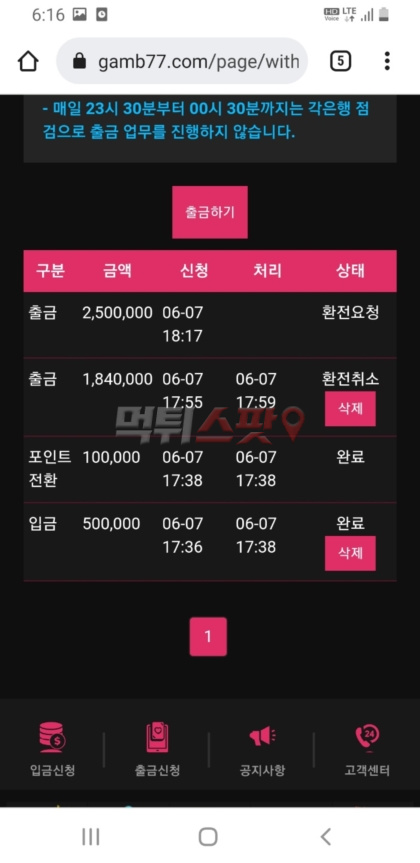 6:16
HD Voice LTE
gamb77.com/page/with
5
- 매일 23시 30분부터 00시 30분까지는 각은행 점
검으로 출금 업무를 진행하지 않습니다.
출금하기
구분 금액 신청 처리 상태
출금 2,500,000 06-07 환전요청
18:17
출금 1,840,000 06-07 06-07 환전취소
17:55 17:59 삭제
먹튀스팟
포인트 100,000 06-07 06-07 완료
전환 17:38 17:38
입금 500,000 06-07 06-07 완료
17:36 17:38 삭제
1
$ 24
입금신청 출금신청 공지사항 고객센터